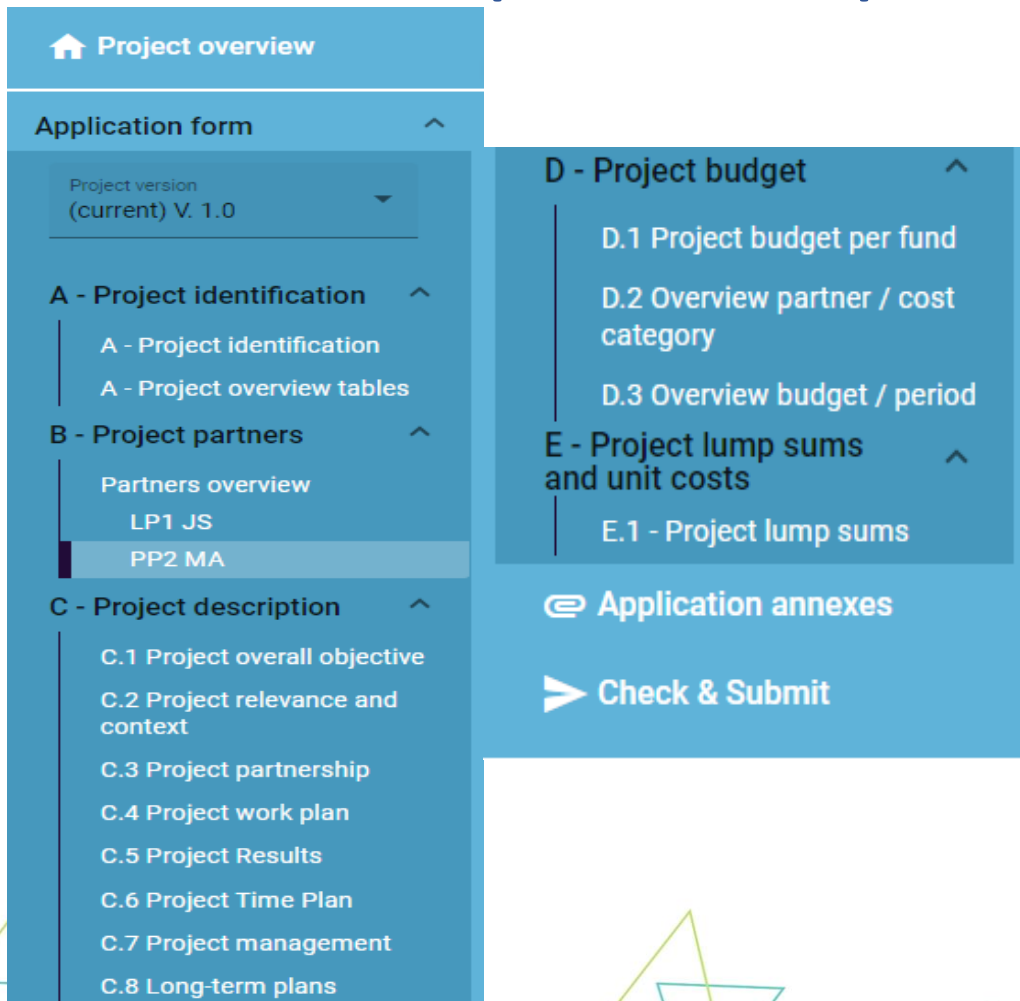 Project overview
Application form
Project version
(current) V. 1.0
A - Project identification
A - Project identification
A - Project overview tables
B - Project partners
Partners overview
LP1 JS
PP2 MA
C - Project description
C.1 Project overall objective
C.2 Project relevance and
context
C.3 Project partnership
C.4 Project work plan
C.5 Project Results
C.6 Project Time Plan
C.7 Project management
C.8 Long-term plans
D - Project budget
D.1 Project budget per fund
D.2 Overview partner / cost
category
D.3 Overview budget / period
E - Project lump sums
and unit costs
E.1 - Project lump sums
Application annexes
Check & Submit